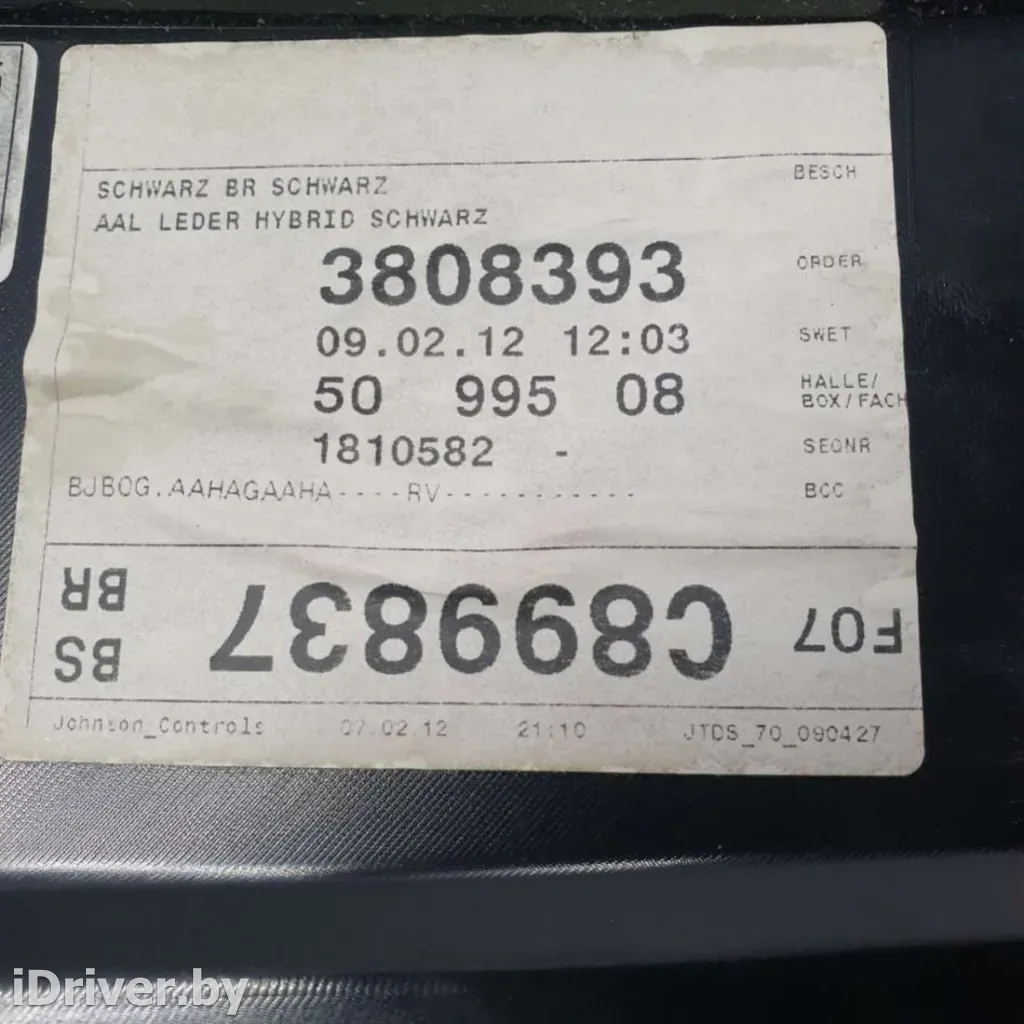 BESCH
SCHWARZ BR SCHWARZ
AAL LEDER HYBRID SCHWARZ
3808393 ORDER
09.02.12 12:03 SWET
50 995 08 HALLE/
BOX/FACH
1810582 - SEQNR
BJBOG.AAHAGAAHA----RV----------- BCC
F07 C899837 BS
BR
Johnson_Controls 07.02.12 21:10 JTDS_70_090427
iDriver.by